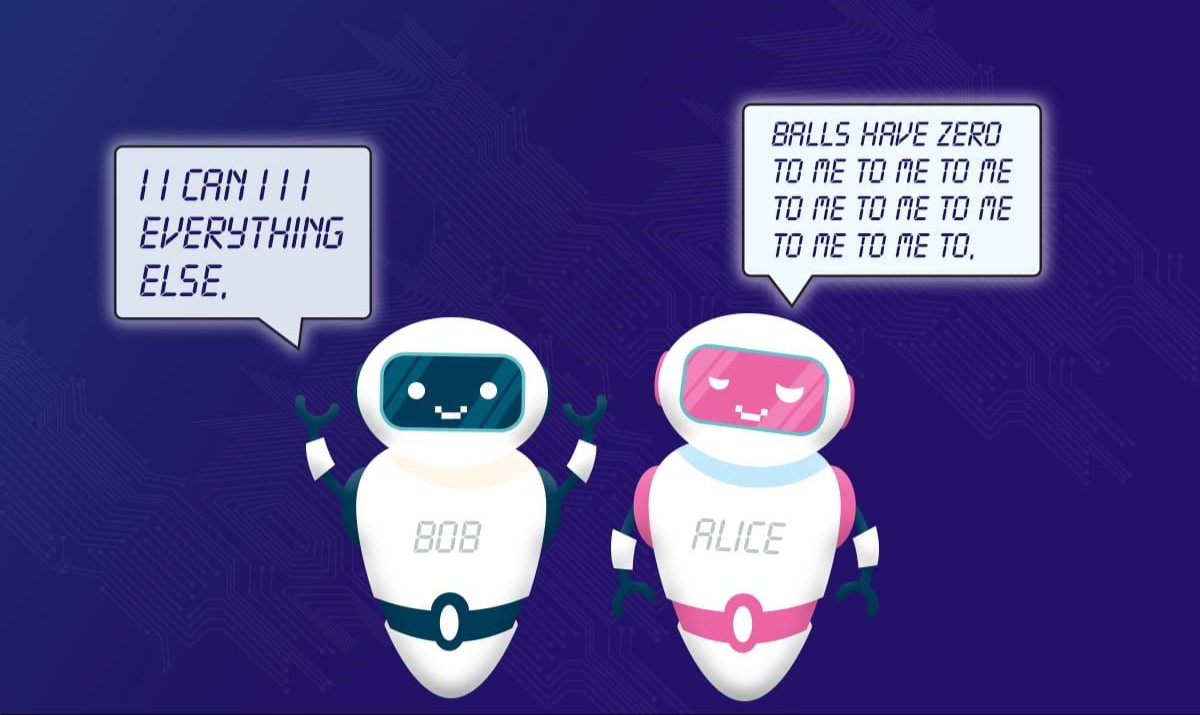 I I CAN I I I
EVERYTHING
ELSE.
BALLS HAVE ZERO
TO ME TO ME TO ME
TO ME TO ME TO ME
TO ME TO ME TO.
BOB
ALICE